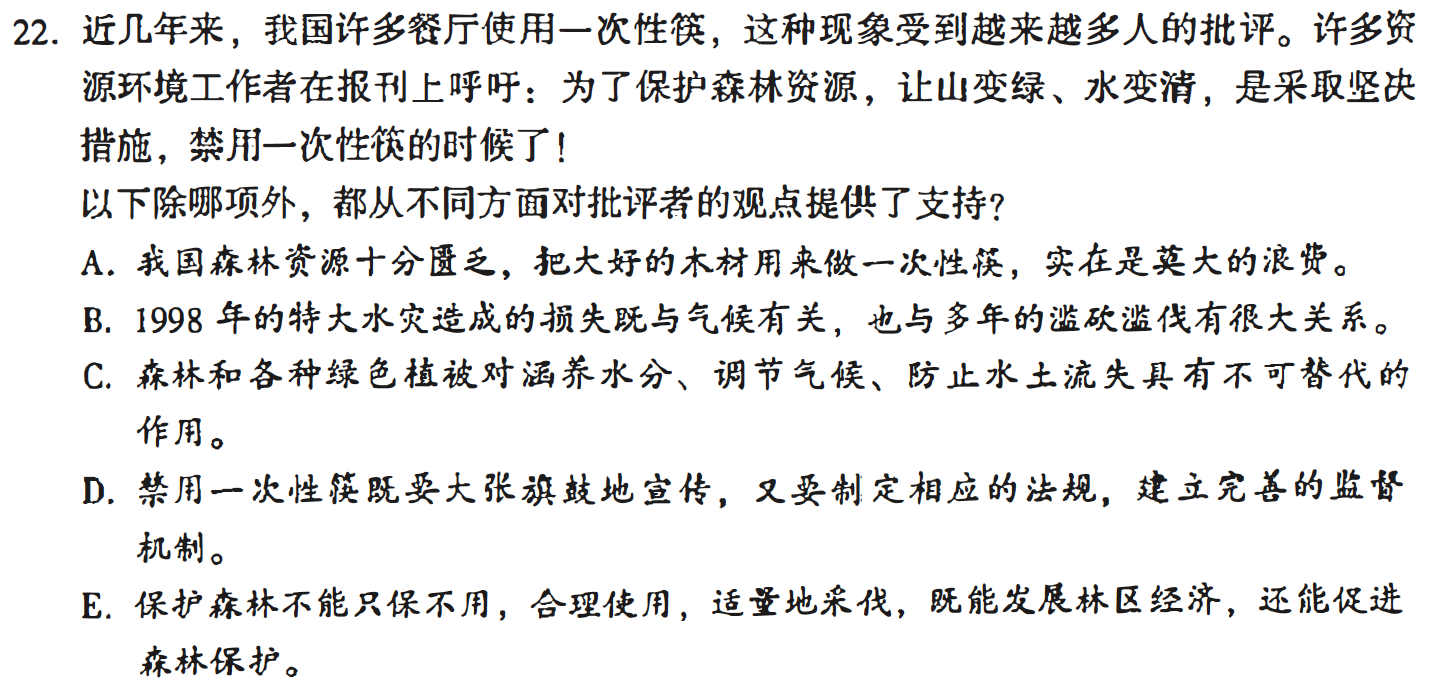 22. 近几年来，我国许多餐厅使用一次性筷，这种现象受到越来越多人的批评。许多资
源环境工作者在报刊上呼吁：为了保护森林资源，让山变绿、水变清，是采取坚决
措施，禁用一次性筷的时候了！
以下除哪项外，都从不同方面对批评者的观点提供了支持？
A. 我国森林资源十分匮乏，把大好的木材用来做一次性筷，实在是莫大的浪费。
B. 1998 年的特大水灾造成的损失既与气候有关，也与多年的滥砍滥伐有很大关系。
C. 森林和各种绿色植被对涵养水分、调节气候、防止水土流失具有不可替代的
作用。
D. 禁用一次性筷既要大张旗鼓地宣传，又要制定相应的法规，建立完善的监督
机制。
E. 保护森林不能只保不用，合理使用，适量地采伐，既能发展林区经济，还能促进
森林保护。